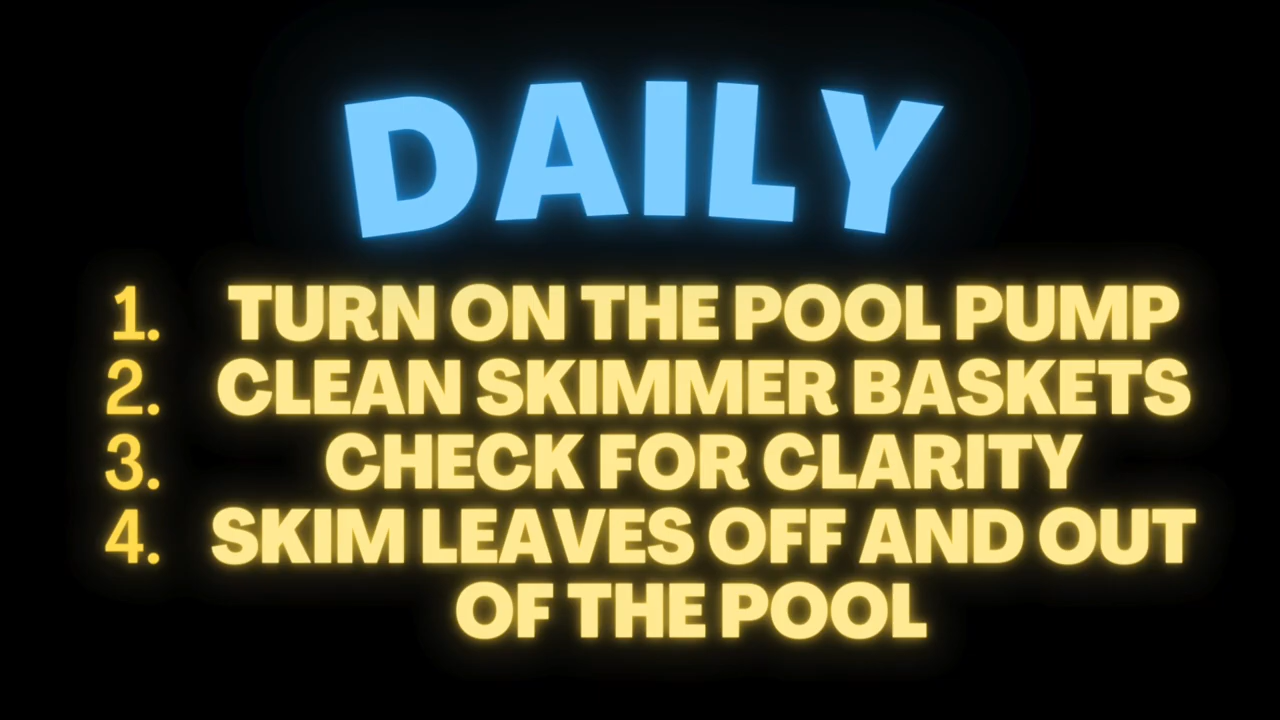 DAILY
1. TURN ON THE POOL PUMP
2. CLEAN SKIMMER BASKETS
3. CHECK FOR CLARITY
4. SKIM LEAVES OFF AND OUT
OF THE POOL